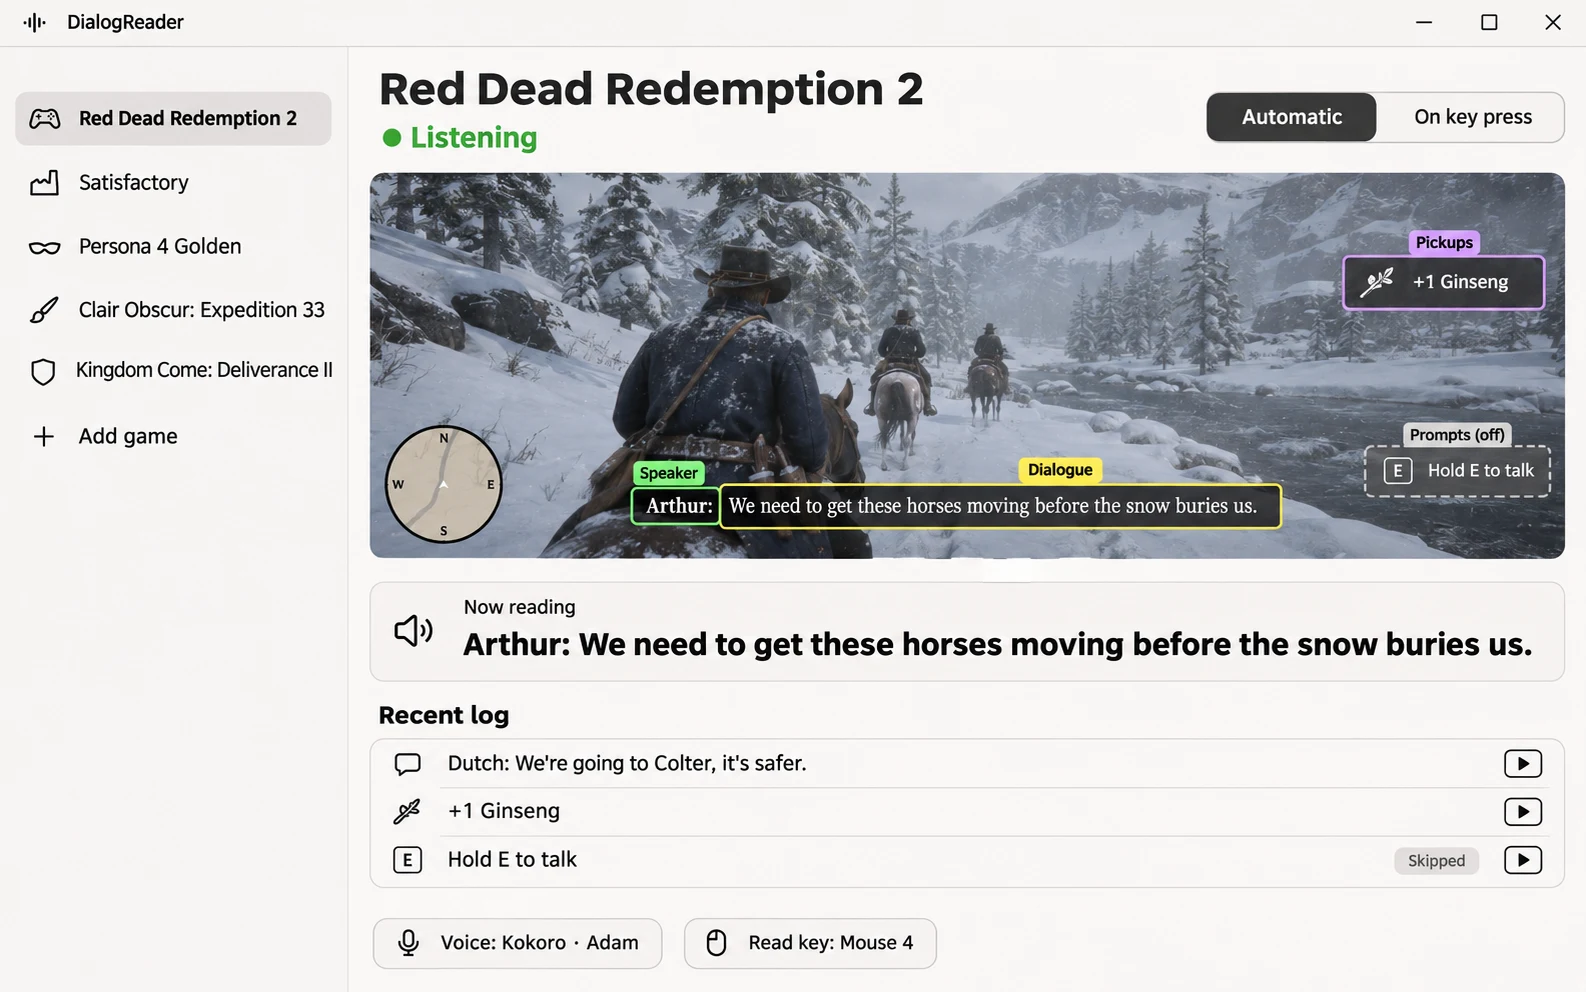 DialogReader
Red Dead Redemption 2
Satisfactory
Persona 4 Golden
Clair Obscur: Expedition 33
Kingdom Come: Deliverance II
Add game
Red Dead Redemption 2
Listening
Automatic
On key press
Pickups
+1 Ginseng
Prompts (off)
E Hold E to talk
N
W E
S
Speaker
Dialogue
Arthur: We need to get these horses moving before the snow buries us.
Now reading
Arthur: We need to get these horses moving before the snow buries us.
Recent log
Dutch: We're going to Colter, it's safer.
+1 Ginseng
E Hold E to talk Skipped
Voice: Kokoro · Adam
Read key: Mouse 4